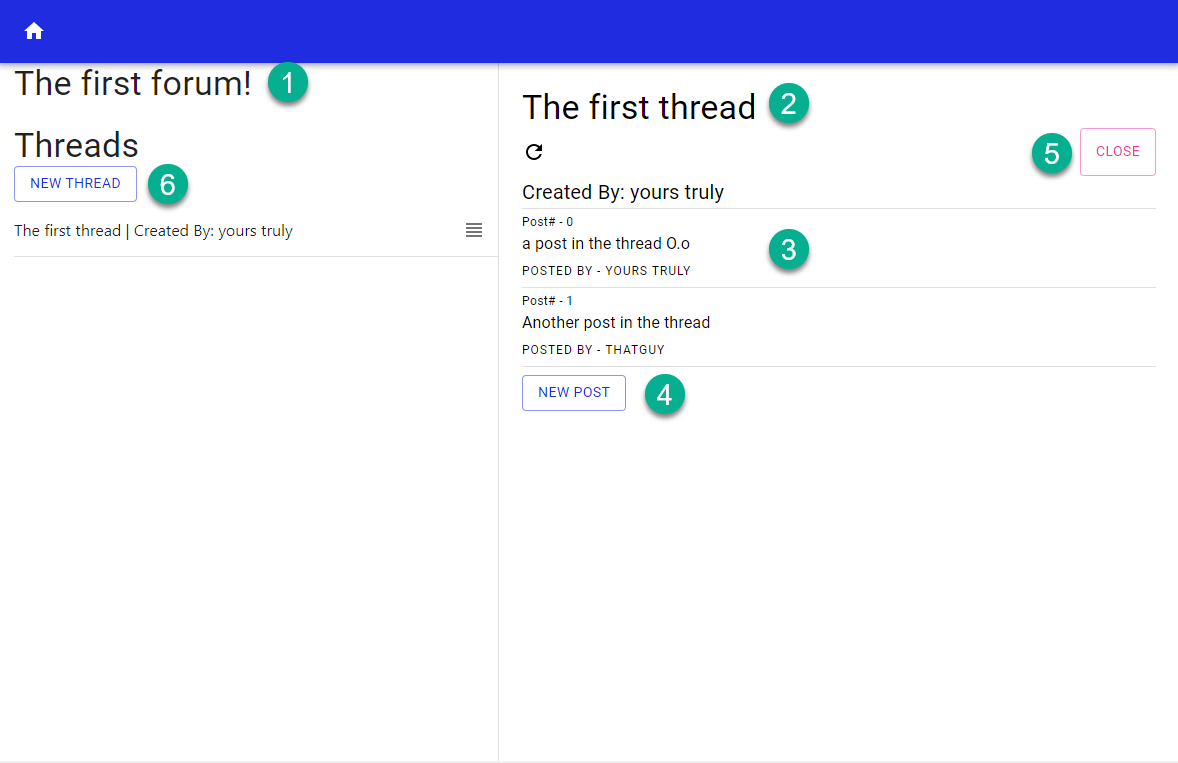 The first forum! 1
Threads
NEW THREAD 6
The first thread | Created By: yours truly
The first thread 2
5 CLOSE
Created By: yours truly
Post# - 0
a post in the thread O.o
3
POSTED BY - YOURS TRULY
Post# - 1
Another post in the thread
POSTED BY - THATGUY
NEW POST 4